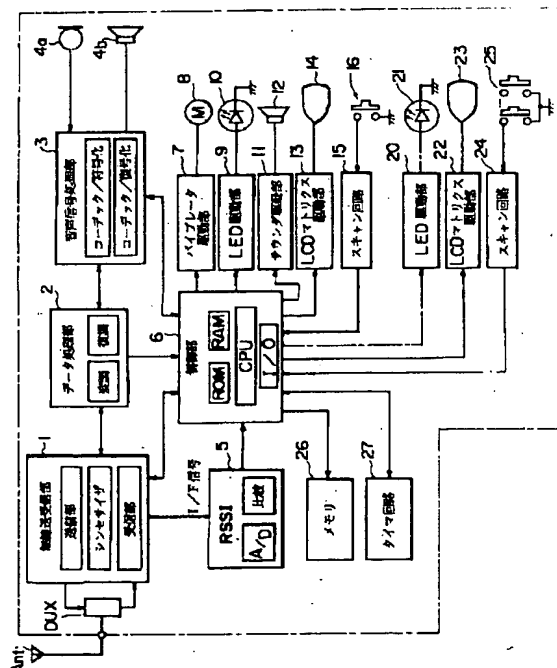 Ant.
DUX
1
無線送受信部
送信部
シンセサイザ
受信部
2
データ処理部
変調
復調
3
音声信号処理部
コーデック/符号化
コーデック/復号化
4a
4b
I/F信号
5
RSSI
A/D
比較
6
制御部
ROM
RAM
CPU
I/O
7
バイブレータ
駆動部
8
M
9
LED駆動部
10
11
サウンダ駆動部
12
13
LCDマトリクス駆動部
14
15
スキャン回路
16
20
LED駆動部
21
22
LCDマトリクス駆動部
23
24
スキャン回路
25
26
メモリ
27
タイマ回路